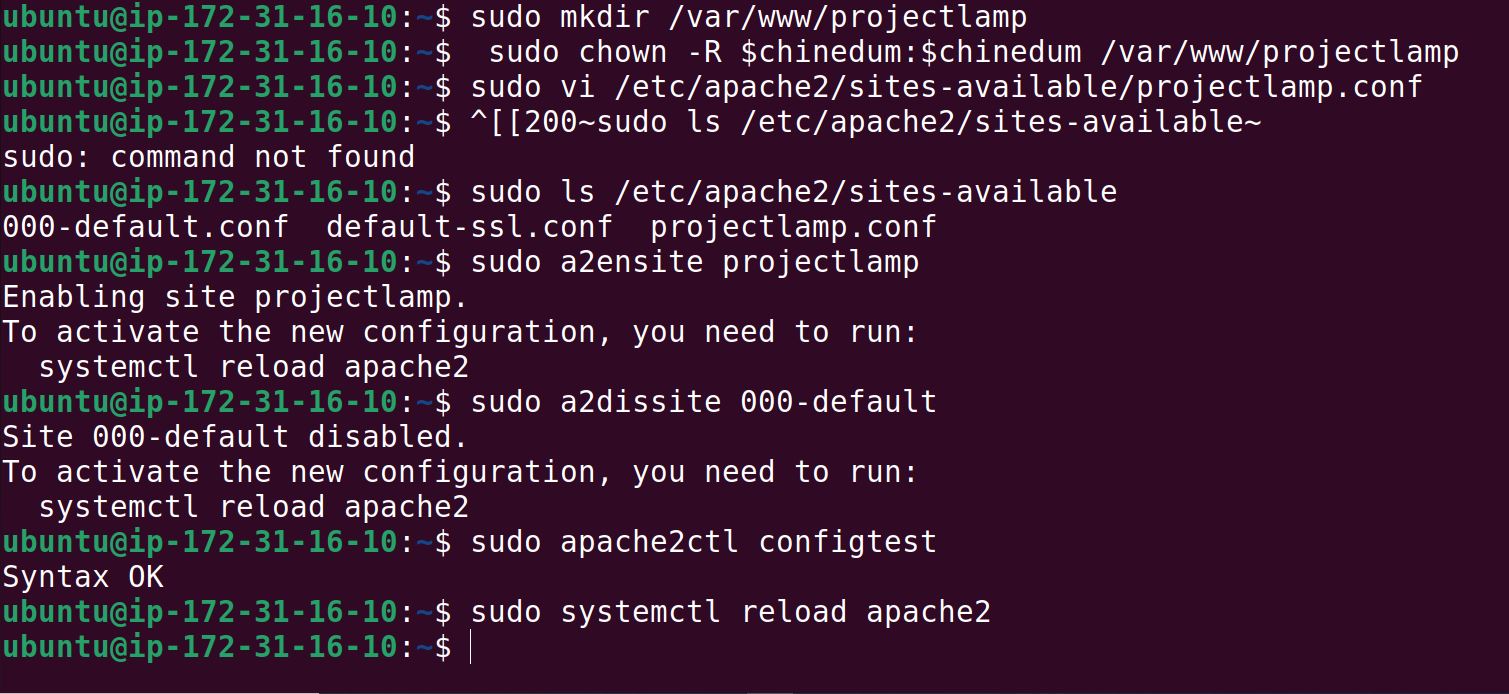 ubuntu@ip-172-31-16-10:~$ sudo mkdir /var/www/projectlamp
ubuntu@ip-172-31-16-10:~$  sudo chown -R $chinedum:$chinedum /var/www/projectlamp
ubuntu@ip-172-31-16-10:~$ sudo vi /etc/apache2/sites-available/projectlamp.conf
ubuntu@ip-172-31-16-10:~$ ^[[200~sudo ls /etc/apache2/sites-available~
sudo: command not found
ubuntu@ip-172-31-16-10:~$ sudo ls /etc/apache2/sites-available
000-default.conf  default-ssl.conf  projectlamp.conf
ubuntu@ip-172-31-16-10:~$ sudo a2ensite projectlamp
Enabling site projectlamp.
To activate the new configuration, you need to run:
  systemctl reload apache2
ubuntu@ip-172-31-16-10:~$ sudo a2dissite 000-default
Site 000-default disabled.
To activate the new configuration, you need to run:
  systemctl reload apache2
ubuntu@ip-172-31-16-10:~$ sudo apache2ctl configtest
Syntax OK
ubuntu@ip-172-31-16-10:~$ sudo systemctl reload apache2
ubuntu@ip-172-31-16-10:~$